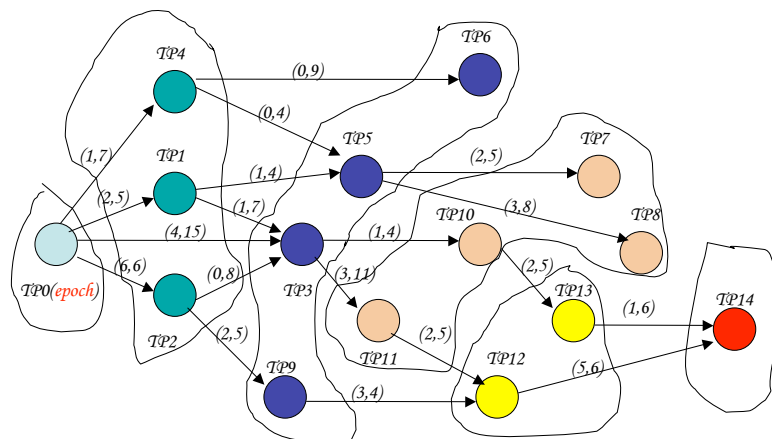 TP6
TP4
(0,9)
(0,4)
TP5
TP7
(1,7)
TP1
(1,4)
(2,5)
(2,5)
(1,7)
(3,8)
TP10
TP8
(4,15)
(1,4)
(6,6)
(0,8)
TP3
(3,11)
(2,5)
TP0(epoch)
TP13
TP14
TP2
(2,5)
TP11
(2,5)
(1,6)
TP12
TP9
(5,6)
(3,4)